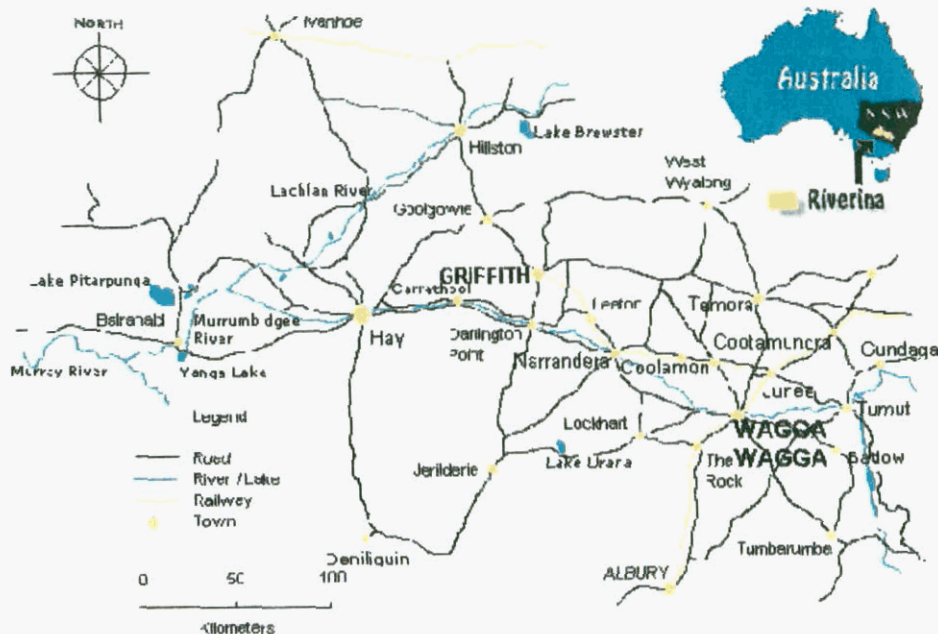 NORTH
Ivanhoe
Australia
NSW
Riverina
Lake Brewster
Hillston
West
Wyalong
Lachlan River
Goolgowie
Lake Pitarpunga
GRIFFITH
Carrathool
Leeton
Temora
Balranald
Murrumbidgee
River
Hay
Darlington
Point
Cootamundra
Gundagai
Narrandera
Coolamon
Murray River
Yanga Lake
Junee
Tumut
Legend
Lockhart
WAGGA
WAGGA
Road
River / Lake
Railway
Town
Jerilderie
Lake Urara
The
Rock
Batlow
Deniliquin
Tumbarumba
ALBURY
0 50 100
Kilometers